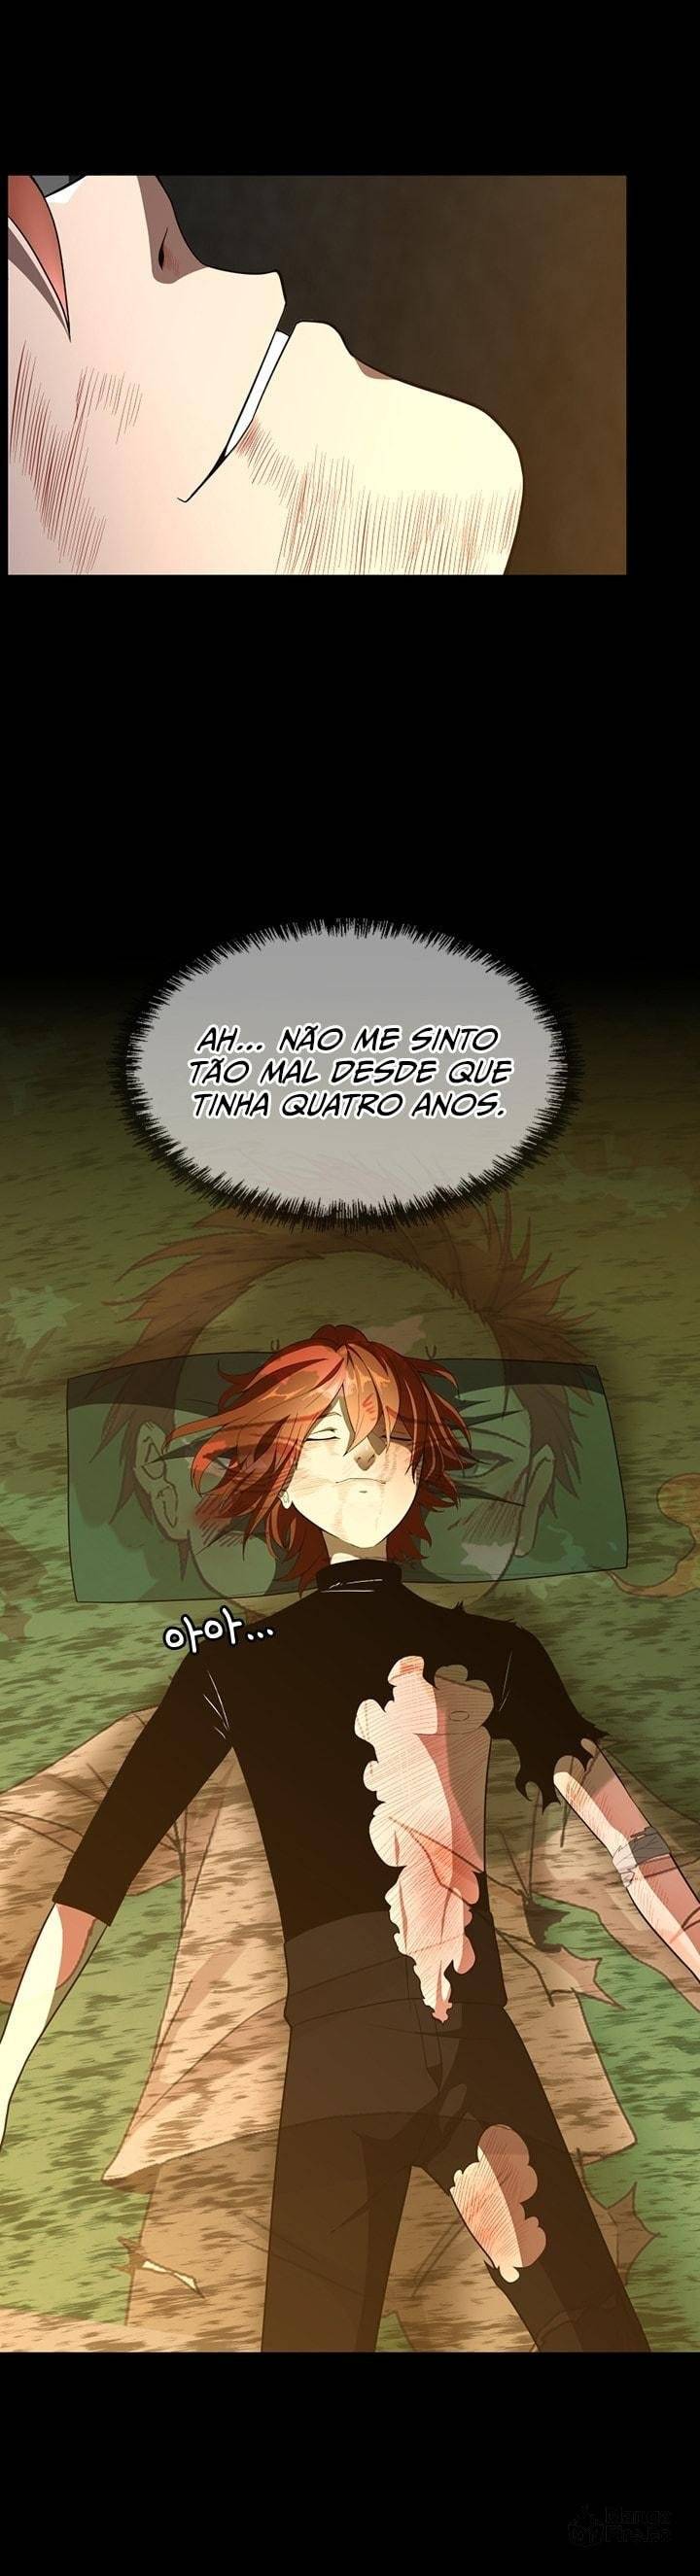 AH... NÃO ME SINTO
TÃO MAL DESDE QUE
TINHA QUATRO ANOS.
아아...